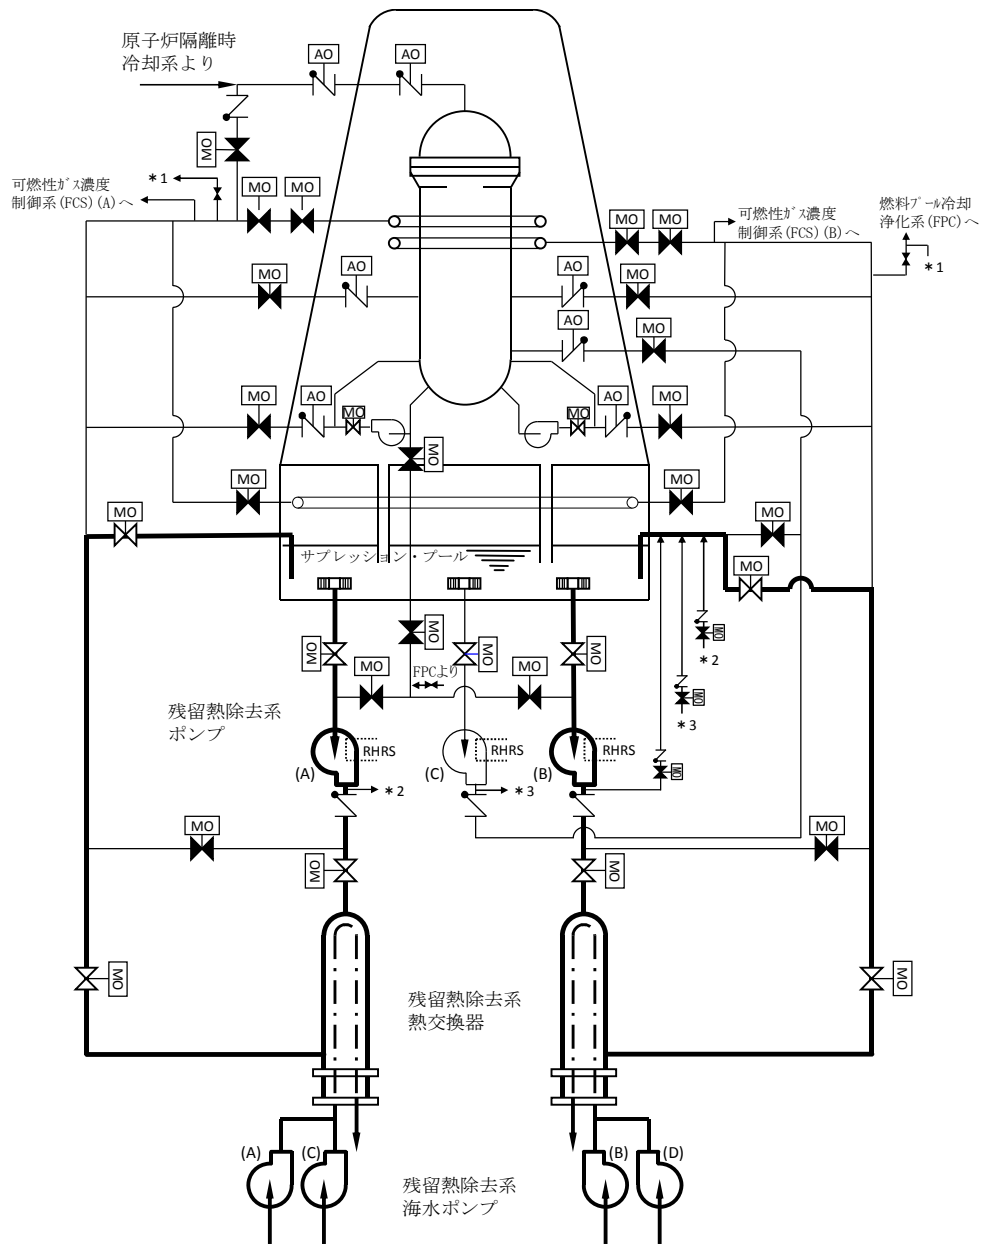 原子炉隔離時
冷却系より
AO
AO
MO
可燃性ガス濃度
制御系(FCS)(A)へ
*1
MO
MO
MO
MO
可燃性ガス濃度
制御系(FCS)(B)へ
燃料プール冷却
浄化系(FPC)へ
*1
MO
AO
AO
MO
AO
MO
MO
AO
MO
MO
AO
MO
MO
MO
MO
MO
MO
MO
サプレッション・プール
MO
MO
MO
MO
MO
MO
*2
MO
FPCより
MO
MO
*3
残留熱除去系
ポンプ
RHRS
(A)
RHRS
(C)
RHRS
(B)
MO
*2
*3
MO
MO
MO
MO
MO
MO
残留熱除去系
熱交換器
(A)
(C)
(B)
(D)
残留熱除去系
海水ポンプ